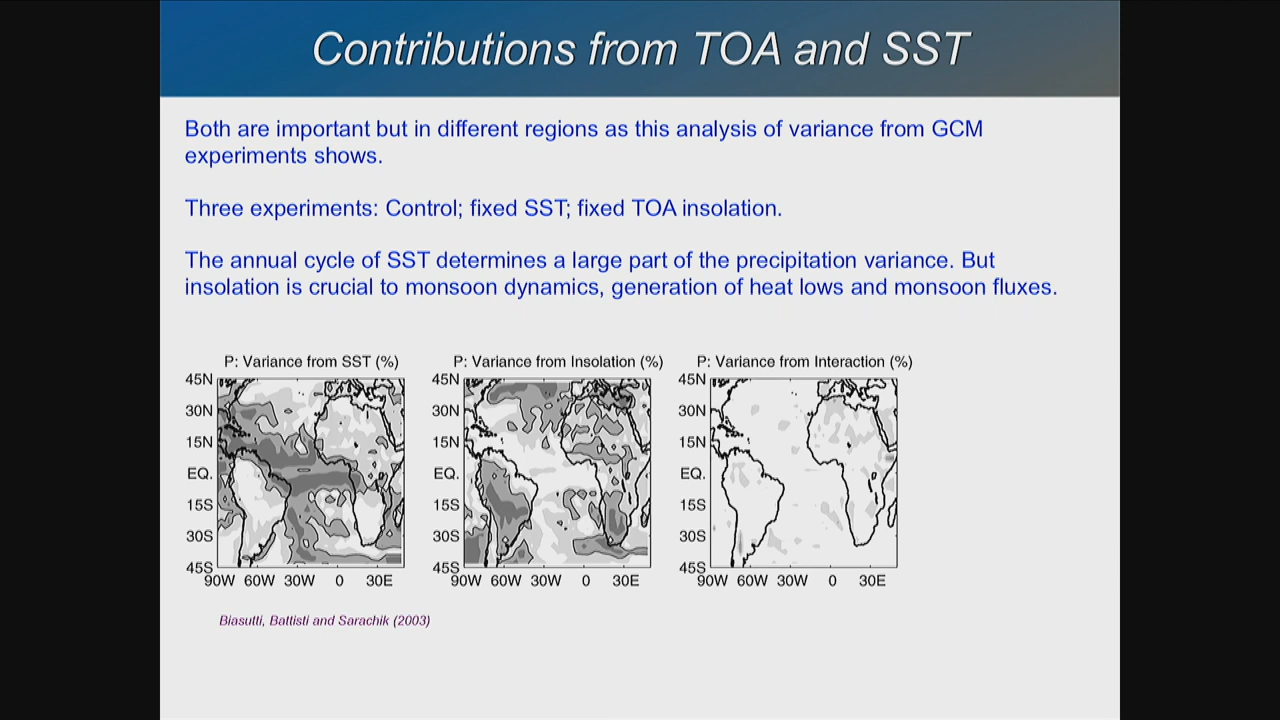 Contributions from TOA and SST
Both are important but in different regions as this analysis of variance from GCM
experiments shows.
Three experiments: Control; fixed SST; fixed TOA insolation.
The annual cycle of SST determines a large part of the precipitation variance. But
insolation is crucial to monsoon dynamics, generation of heat lows and monsoon fluxes.
P: Variance from SST (%)
45N
30N
15N
EQ.
15S
30S
45S
90W 60W 30W 0 30E
P: Variance from Insolation (%)
45N
30N
15N
EQ.
15S
30S
45S
90W 60W 30W 0 30E
P: Variance from Interaction (%)
45N
30N
15N
EQ.
15S
30S
45S
90W 60W 30W 0 30E
Biasutti, Battisti and Sarachik (2003)